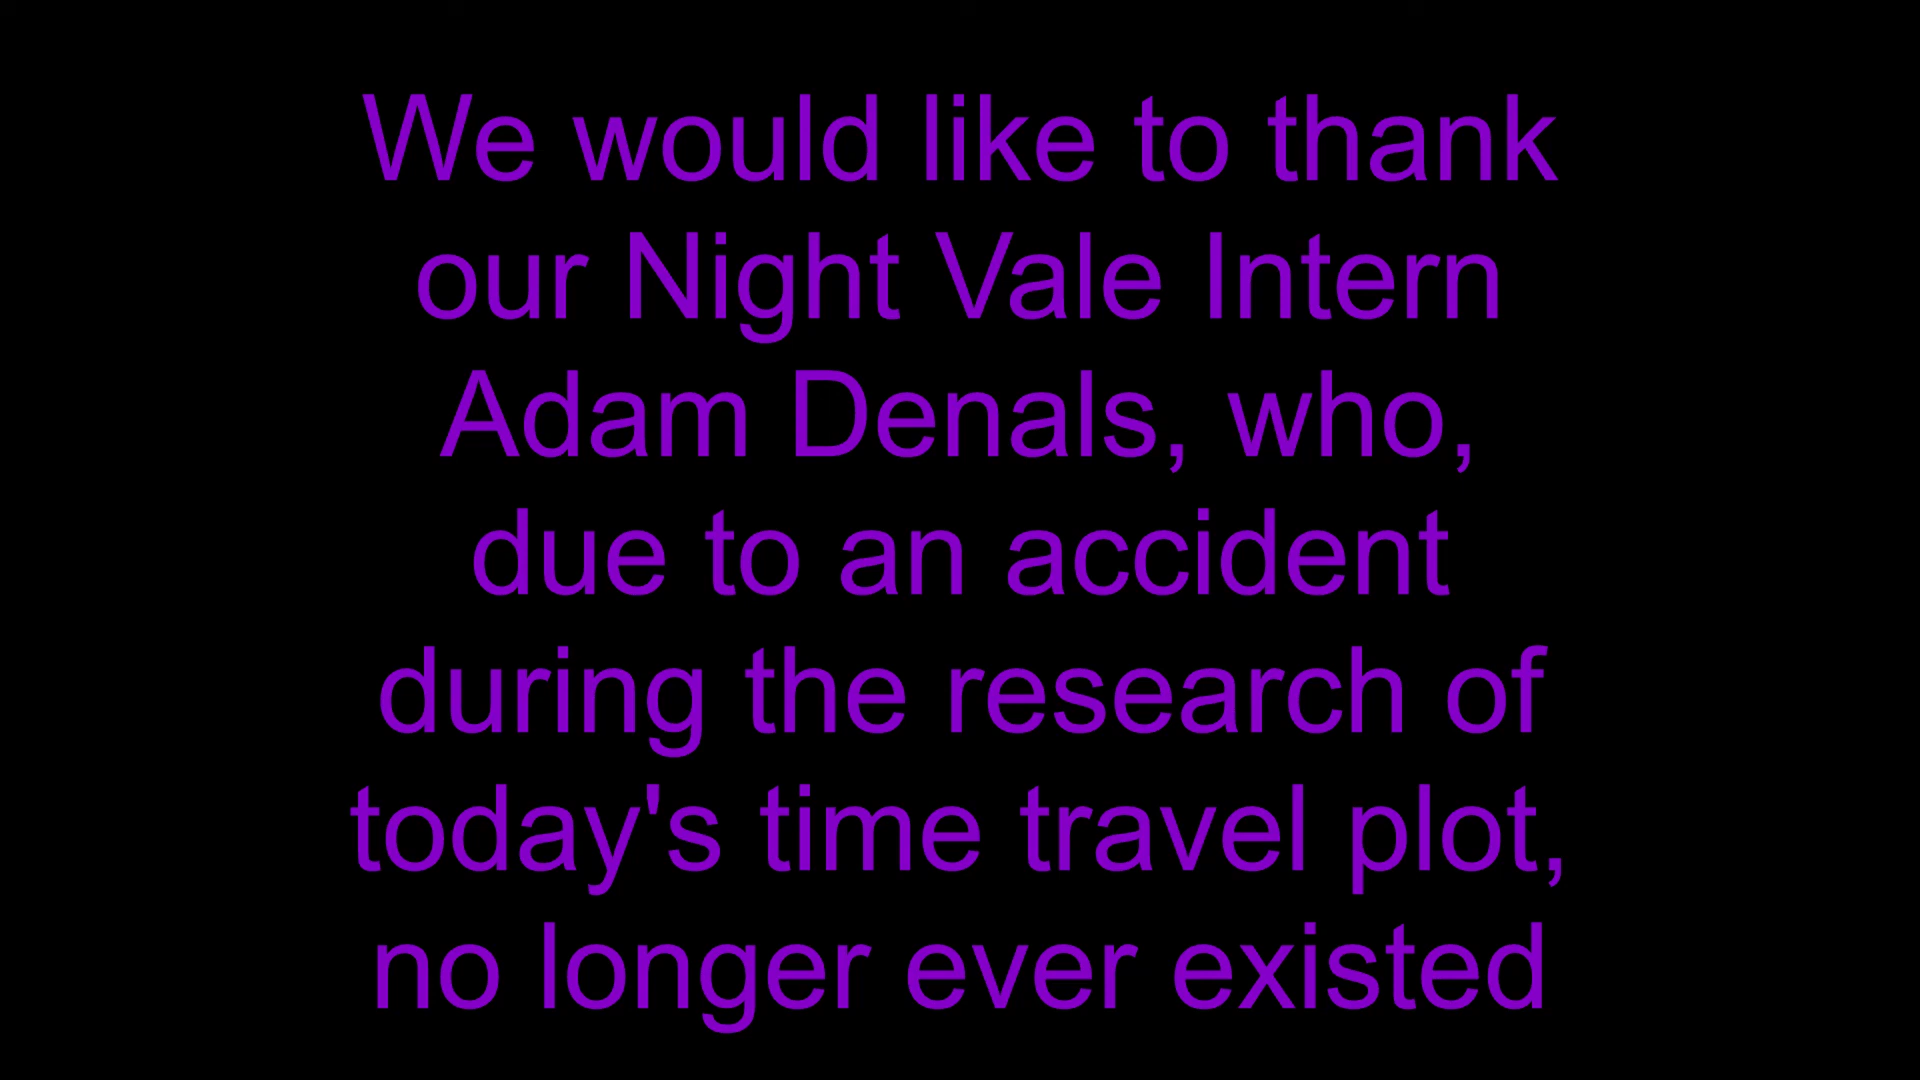 We would like to thank
our Night Vale Intern
Adam Denals, who,
due to an accident
during the research of
today's time travel plot,
no longer ever existed